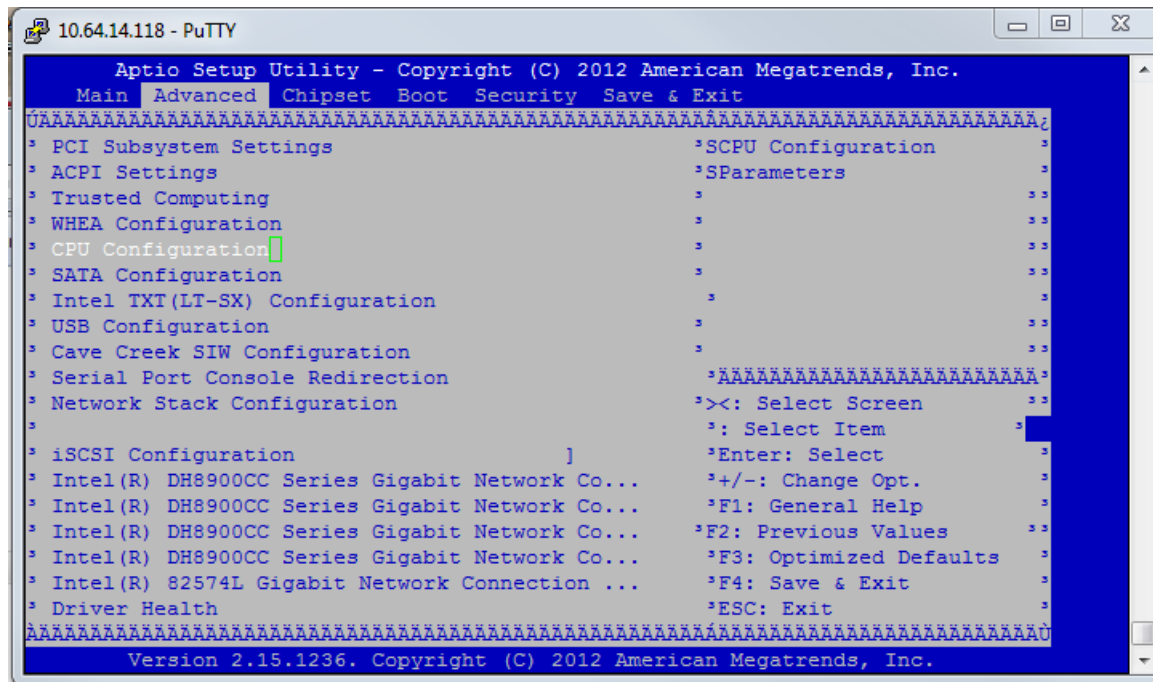 10.64.14.118 - PuTTY
Aptio Setup Utility - Copyright (C) 2012 American Megatrends, Inc.
Main Advanced Chipset Boot Security Save & Exit
ÚÄÄÄÄÄÄÄÄÄÄÄÄÄÄÄÄÄÄÄÄÄÄÄÄÄÄÄÄÄÄÄÄÄÄÄÄÄÄÄÄÄÄÄÄÄÄÄÄÄÄÄÄÂÄÄÄÄÄÄÄÄÄÄÄÄÄÄÄÄÄÄÄÄÄÄÄÄ¿
³ PCI Subsystem Settings ³SCPU Configuration ³
³ ACPI Settings ³SParameters ³
³ Trusted Computing ³ ³³
³ WHEA Configuration ³ ³³
³ CPU Configuration ³ ³³
³ SATA Configuration ³ ³³
³ Intel TXT(LT-SX) Configuration ³ ³
³ USB Configuration ³ ³³
³ Cave Creek SIW Configuration ³ ³³
³ Serial Port Console Redirection ³ÄÄÄÄÄÄÄÄÄÄÄÄÄÄÄÄÄÄÄÄÄÄÄÄÄ³
³ Network Stack Configuration ³><: Select Screen ³³
³ ³: Select Item ³
³ iSCSI Configuration ] ³Enter: Select ³
³ Intel(R) DH8900CC Series Gigabit Network Co... ³+/-: Change Opt. ³
³ Intel(R) DH8900CC Series Gigabit Network Co... ³F1: General Help ³
³ Intel(R) DH8900CC Series Gigabit Network Co... ³F2: Previous Values ³³
³ Intel(R) DH8900CC Series Gigabit Network Co... ³F3: Optimized Defaults ³
³ Intel(R) 82574L Gigabit Network Connection ... ³F4: Save & Exit ³
³ Driver Health ³ESC: Exit ³
ÀÄÄÄÄÄÄÄÄÄÄÄÄÄÄÄÄÄÄÄÄÄÄÄÄÄÄÄÄÄÄÄÄÄÄÄÄÄÄÄÄÄÄÄÄÄÄÄÄÄÄÄÄÁÄÄÄÄÄÄÄÄÄÄÄÄÄÄÄÄÄÄÄÄÄÄÄÄÙ
Version 2.15.1236. Copyright (C) 2012 American Megatrends, Inc.